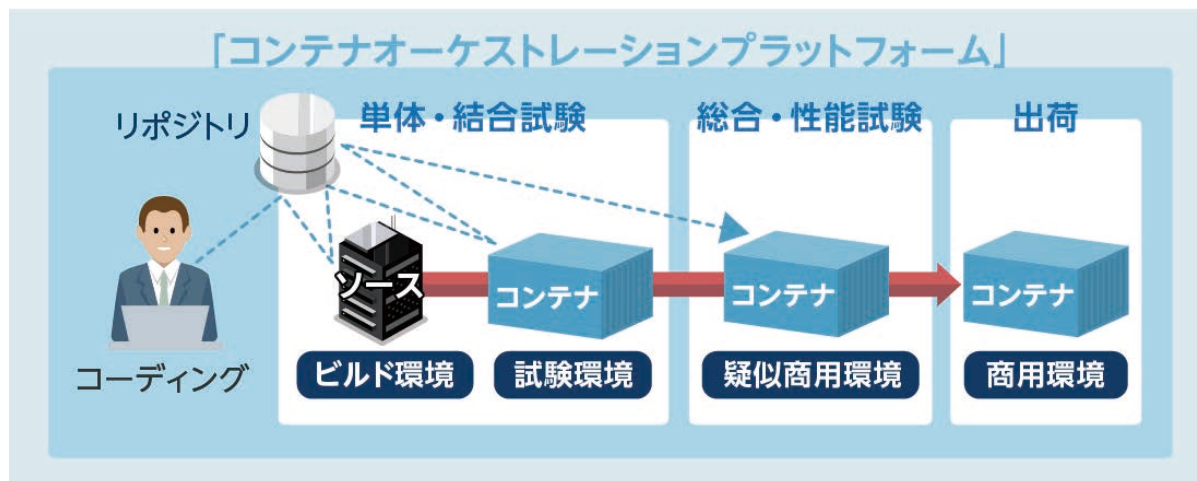 「コンテナオーケストレーションプラットフォーム」
リポジトリ
単体・結合試験
総合・性能試験
出荷
ソース
コンテナ
コンテナ
コンテナ
コーディング
ビルド環境
試験環境
疑似商用環境
商用環境